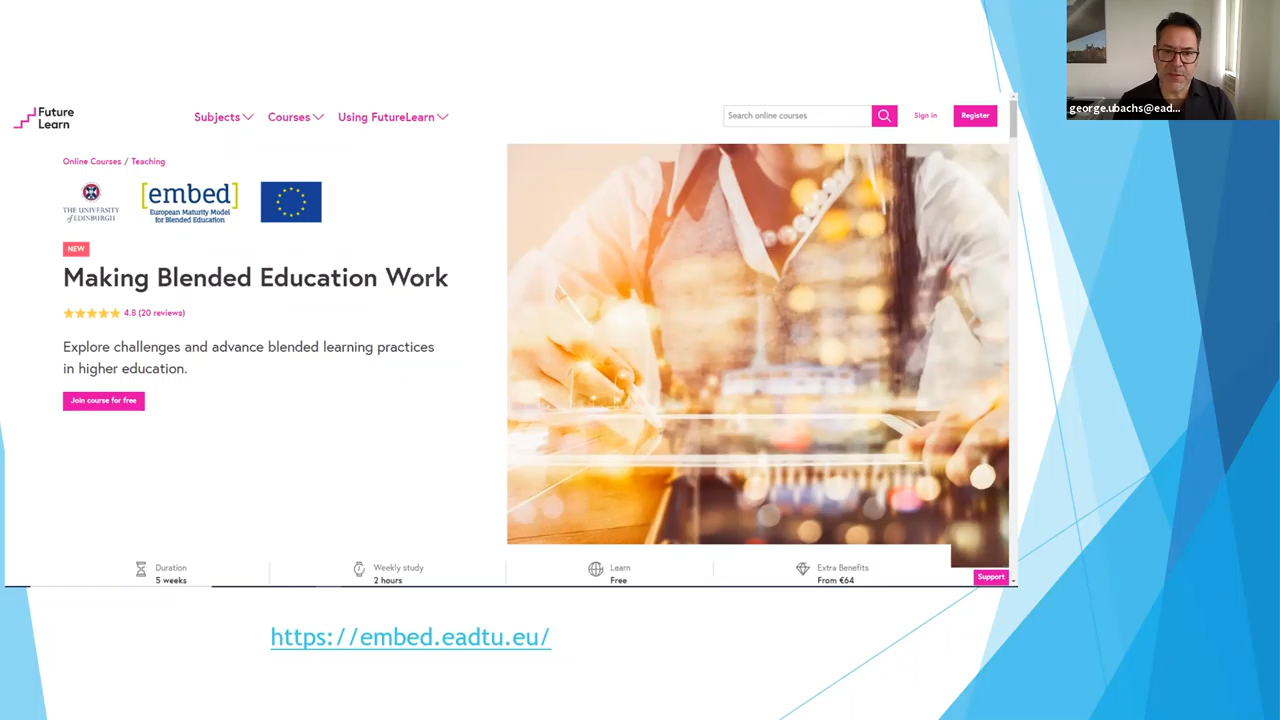 george.ubachs@ead...
Future
Learn
Subjects
Courses
Using FutureLearn
Search online courses
Sign in
Register
Online Courses / Teaching
THE UNIVERSITY
of EDINBURGH
[embed]
European Maturity Model
for Blended Education
NEW
Making Blended Education Work
4.8 (20 reviews)
Explore challenges and advance blended learning practices
in higher education.
Join course for free
Duration
5 weeks
Weekly study
2 hours
Learn
Free
Extra Benefits
From €64
Support
https://embed.eadtu.eu/